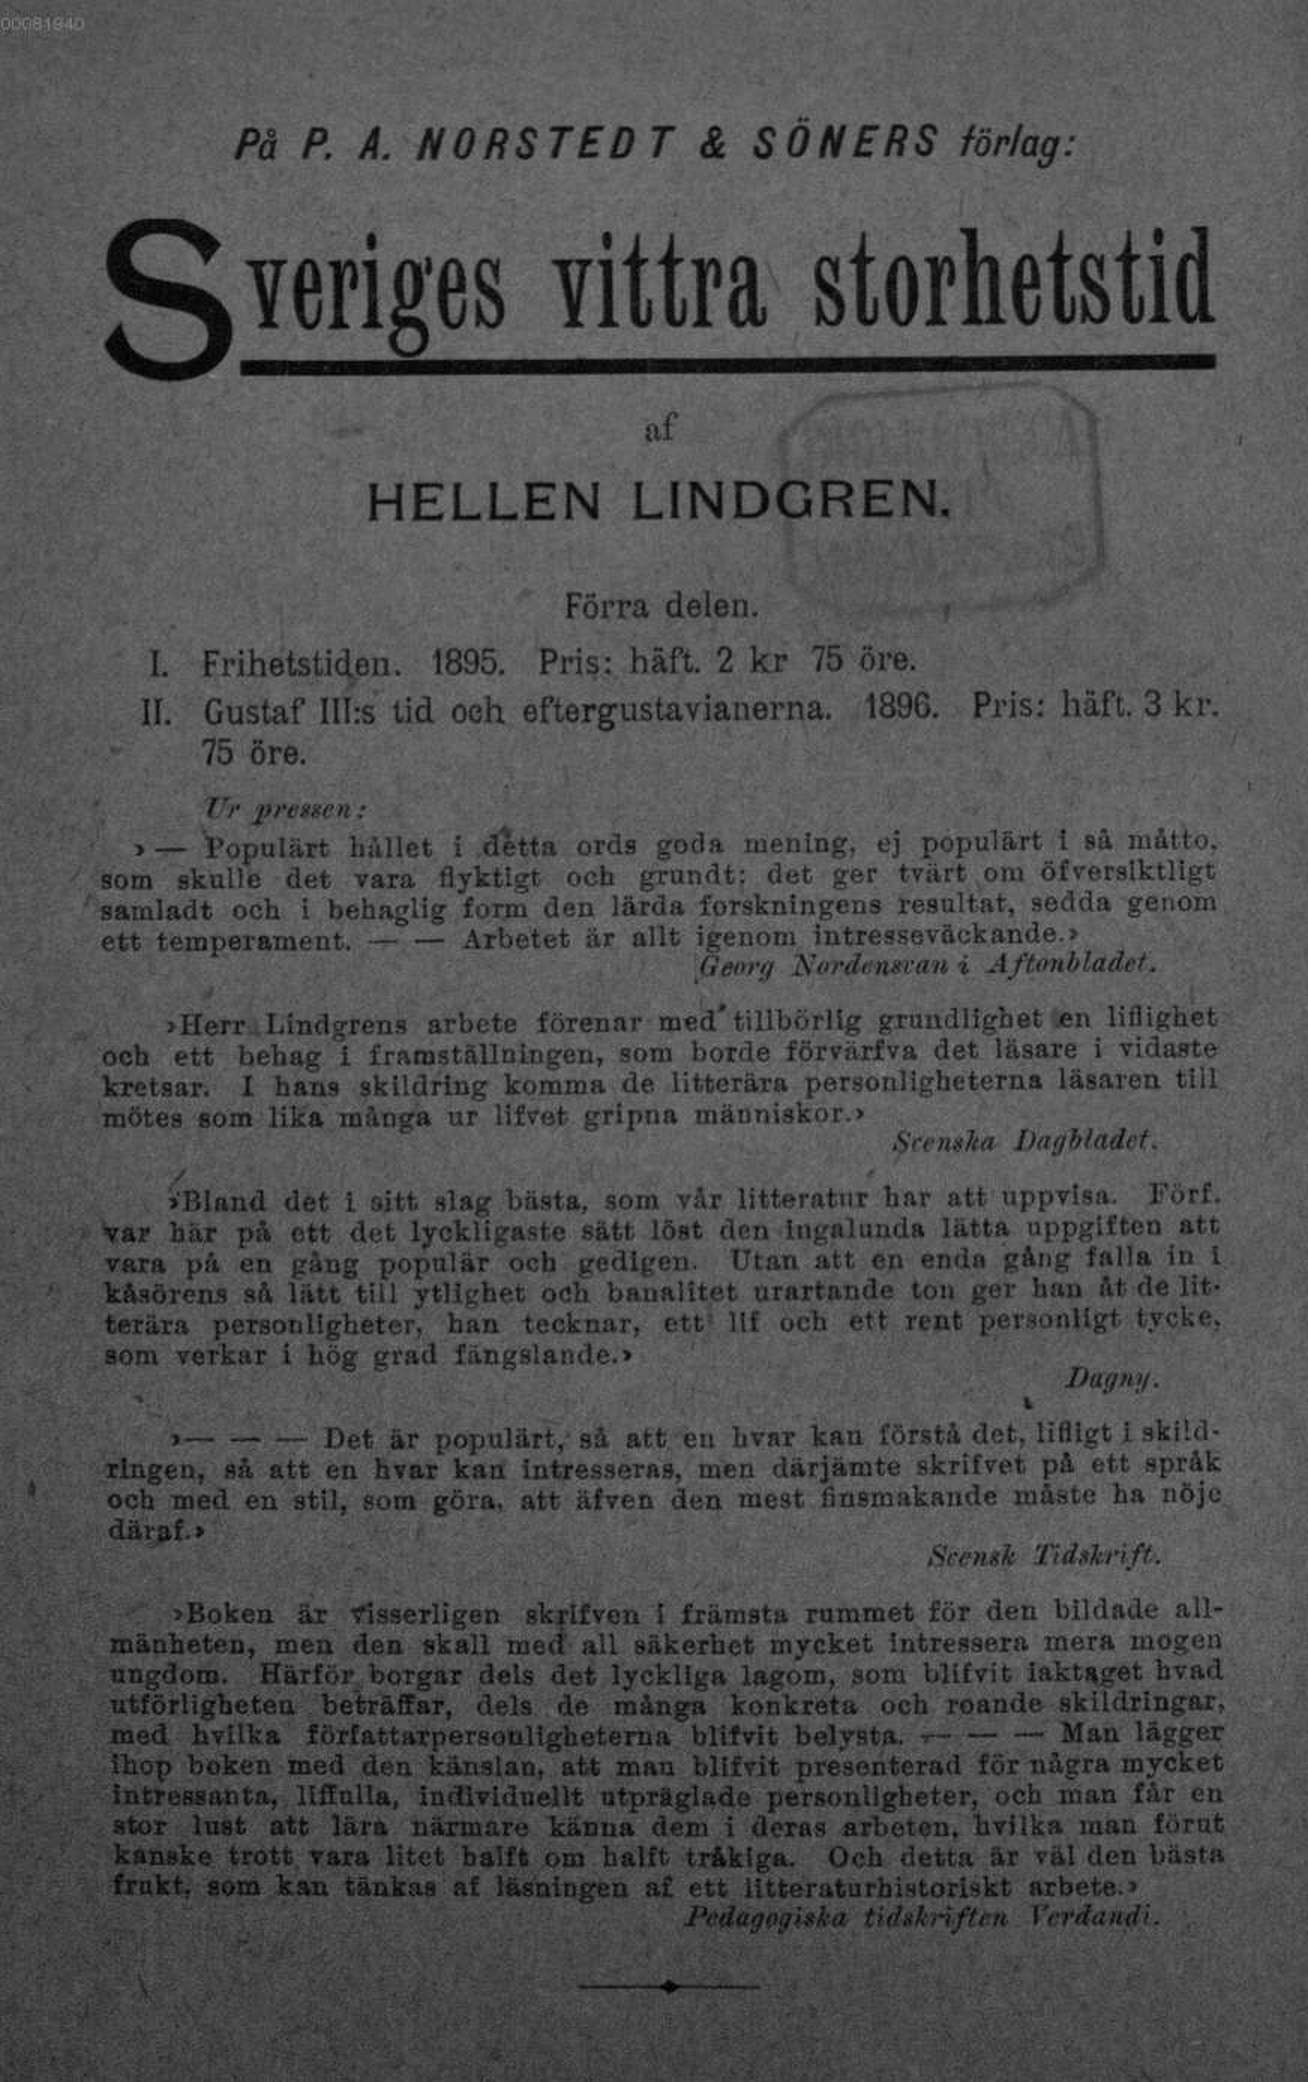 00081940
På P. A. NORSTEDT & SÖNERS förlag:
Sveriges vittra storhetstid
af
HELLEN LINDGREN.
Förra delen.
I. Frihetstiden. 1895. Pris: häft. 2 kr 75 öre.
II. Gustaf III:s tid och eftergustavianerna. 1896. Pris: häft. 3 kr.
75 öre.
Ur pressen:
»— Populärt hållet i detta ords goda mening, ej populärt i så måtto,
som skulle det vara flyktigt och grundt: det ger tvärt om öfversiktligt
samladt och i behaglig form den lärda forskningens resultat, sedda genom
ett temperament. — — Arbetet är allt igenom intresseväckande.»
Georg Nordensvan i Aftonbladet.
»Herr Lindgrens arbete förenar med tillbörlig grundlighet en liflighet
och ett behag i framställningen, som borde förvärfva det läsare i vidaste
kretsar. I hans skildring komma de litterära personligheterna läsaren till
mötes som lika många ur lifvet gripna människor.»
Svenska Dagbladet.
»Bland det i sitt slag bästa, som vår litteratur har att uppvisa. Förf.
var här på ett det lyckligaste sätt löst den ingalunda lätta uppgiften att
vara på en gång populär och gedigen. Utan att en enda gång falla in i
kåsörens så lätt till ytlighet och banalitet urartande ton ger han åt de lit-
terära personligheter, han tecknar, ett lif och ett rent personligt tycke,
som verkar i hög grad fängslande.»
Dagny.
»— — — Det är populärt, så att en hvar kan förstå det, lifligt i skild-
ringen, så att en hvar kan intresseras, men därjämte skrifvet på ett språk
och med en stil, som göra, att äfven den mest finsmakande måste ha nöje
däraf.»
Svensk Tidskrift.
»Boken är visserligen skrifven i främsta rummet för den bildade all-
mänheten, men den skall med all säkerhet mycket intressera mera mogen
ungdom. Härför borgar dels det lyckliga lagom, som blifvit iakttaget hvad
utförligheten beträffar, dels de många konkreta och roande skildringar,
med hvilka författarpersonligheterna blifvit belysta. — — — Man lägger
ihop boken med den känslan, att man blifvit presenterad för några mycket
intressanta, liffulla, individuellt utpräglade personligheter, och man får en
stor lust att lära närmare känna dem i deras arbeten, hvilka man förut
kanske trott vara litet halft om halft tråkiga. Och detta är väl den bästa
frukt, som kan tänkas af läsningen af ett litteraturhistoriskt arbete.»
Pedagogiska tidskriften Verdandi.